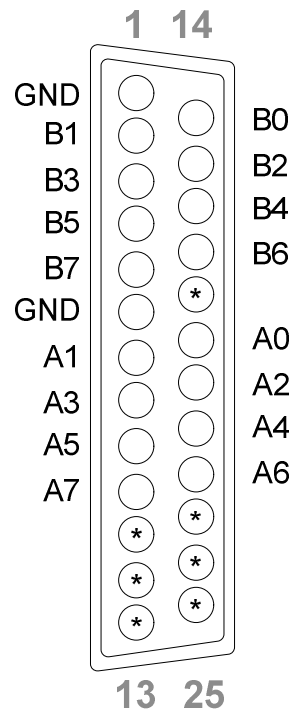 1 14
GND
B0
B1
B2
B3
B4
B5
B6
B7
*
GND
A0
A1
A2
A3
A4
A5
A6
A7
*
*
*
*
*
*
13 25